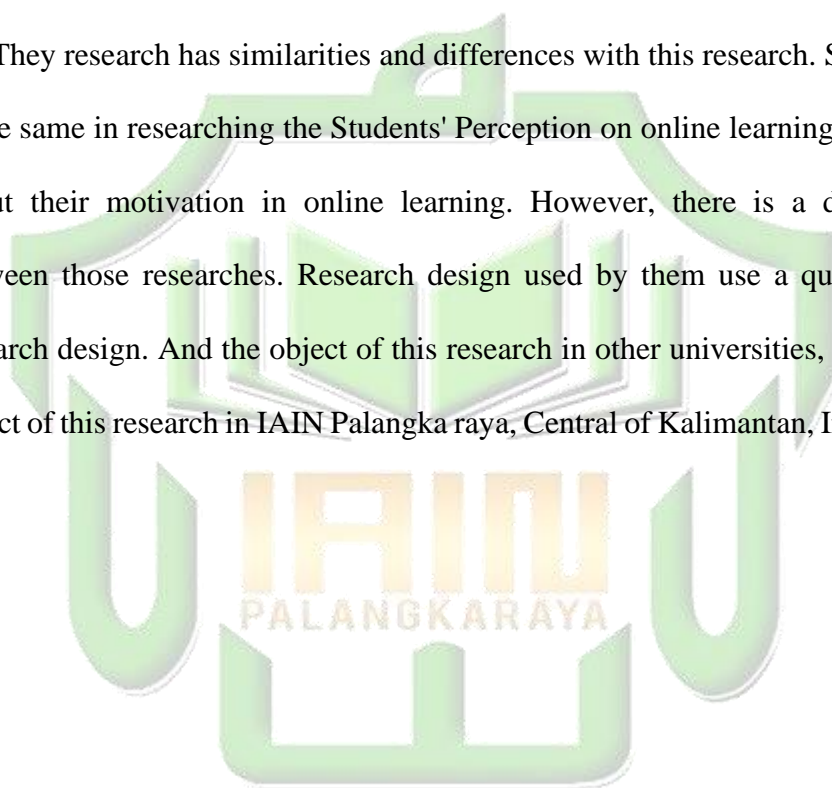 They research has similarities and differences with this research. S
e same in researching the Students' Perception on online learning
ut their motivation in online learning. However, there is a d
ween those researches. Research design used by them use a qu
arch design. And the object of this research in other universities,
ct of this research in IAIN Palangka raya, Central of Kalimantan, I
IAIN
PALANGKARAYA